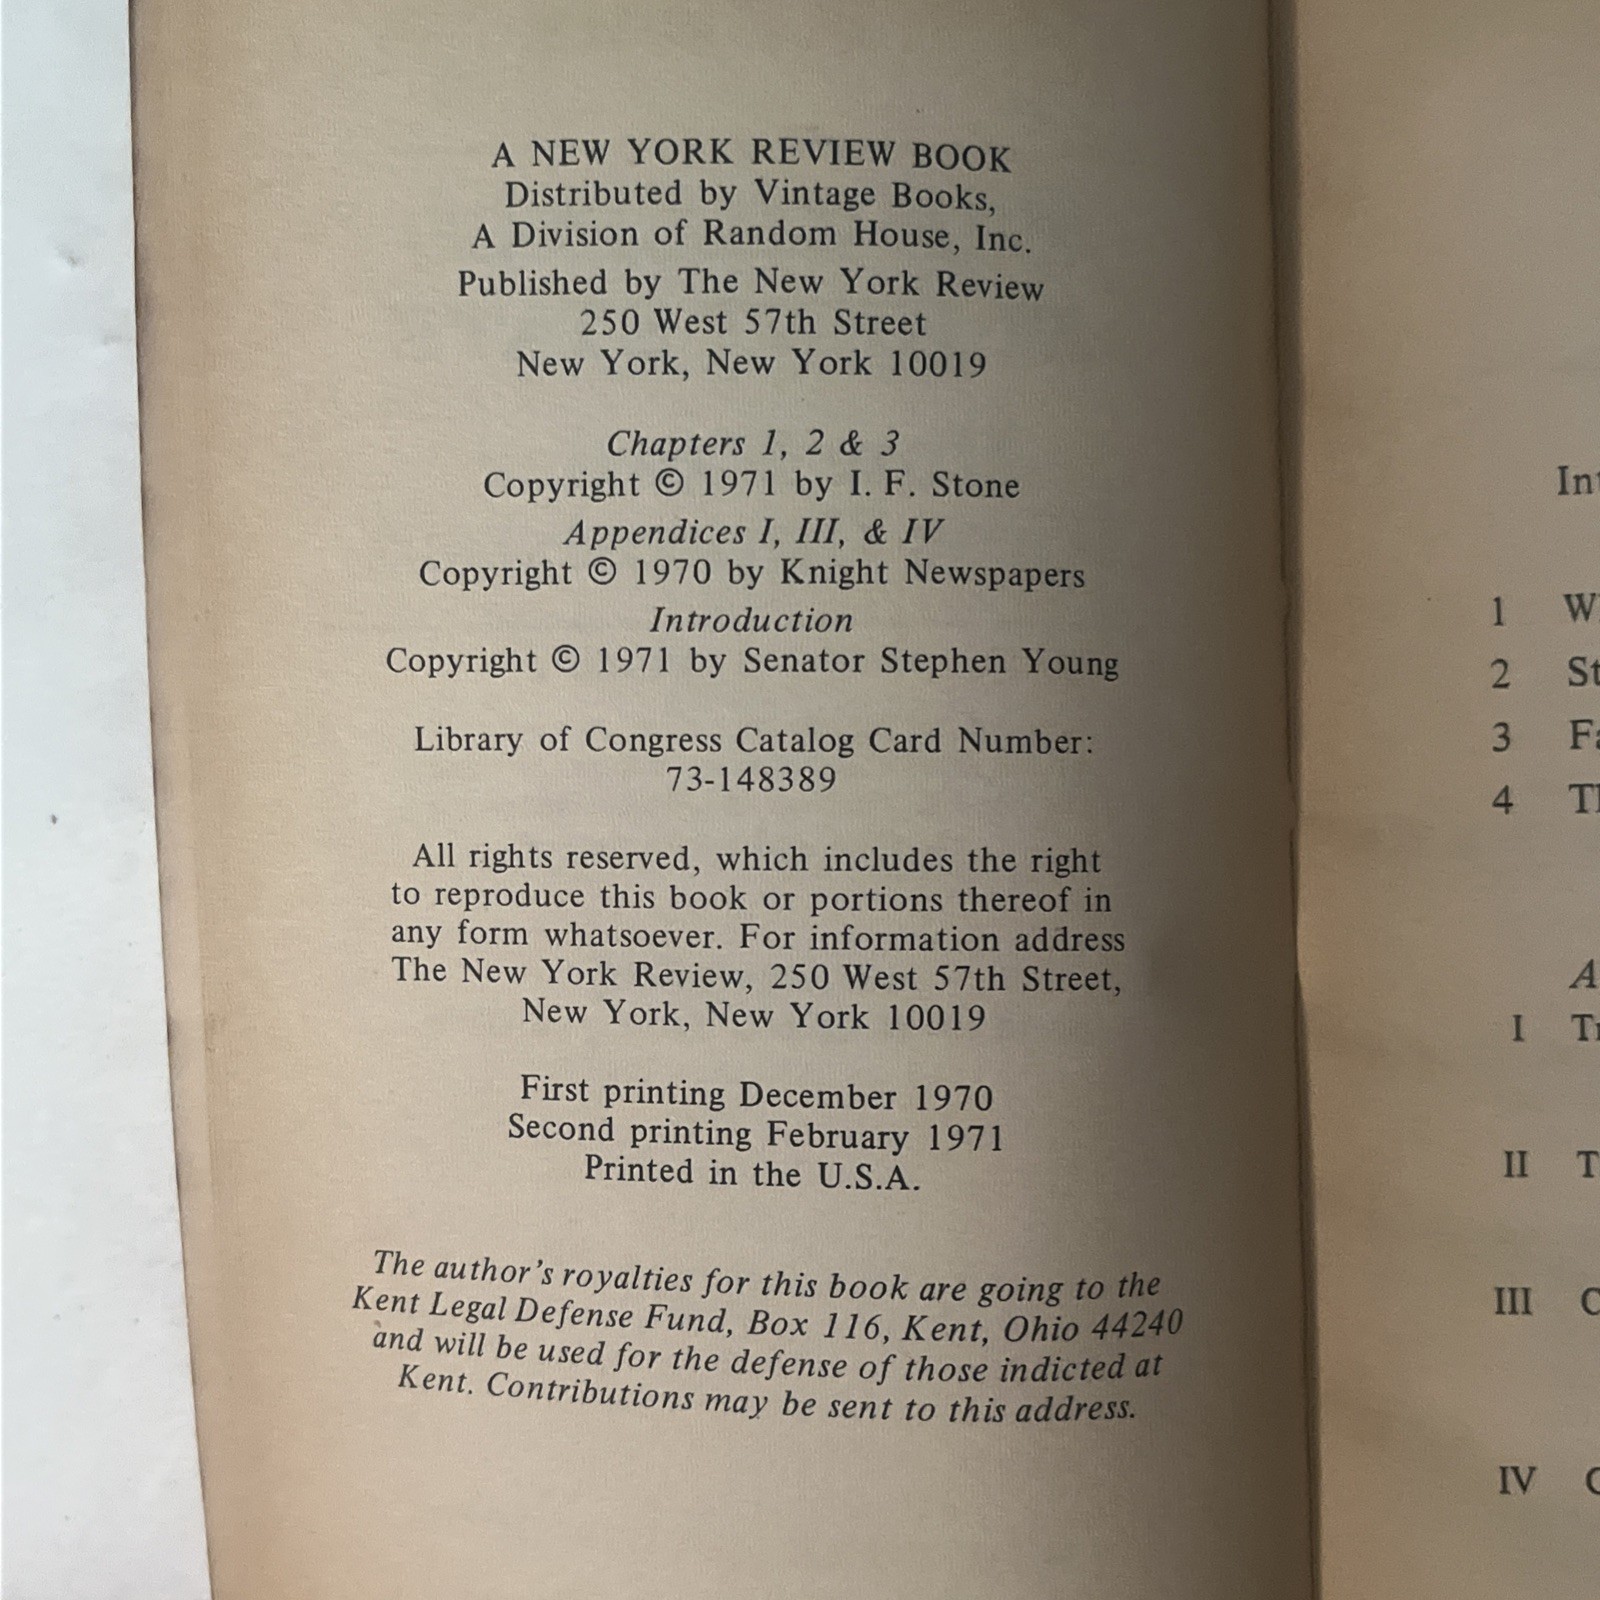 A NEW YORK REVIEW BOOK
Distributed by Vintage Books,
A Division of Random House, Inc.
Published by The New York Review
250 West 57th Street
New York, New York 10019
Chapters 1, 2 & 3
Copyright © 1971 by I. F. Stone
Appendices I, III, & IV
Copyright © 1970 by Knight Newspapers
Introduction
Copyright © 1971 by Senator Stephen Young
Library of Congress Catalog Card Number:
73-148389
All rights reserved, which includes the right
to reproduce this book or portions thereof in
any form whatsoever. For information address
The New York Review, 250 West 57th Street,
New York, New York 10019
First printing December 1970
Second printing February 1971
Printed in the U.S.A.
The author's royalties for this book are going to the
Kent Legal Defense Fund, Box 116, Kent, Ohio 44240
and will be used for the defense of those indicted at
Kent. Contributions may be sent to this address.
1
2
3
4
I
II
III
IV